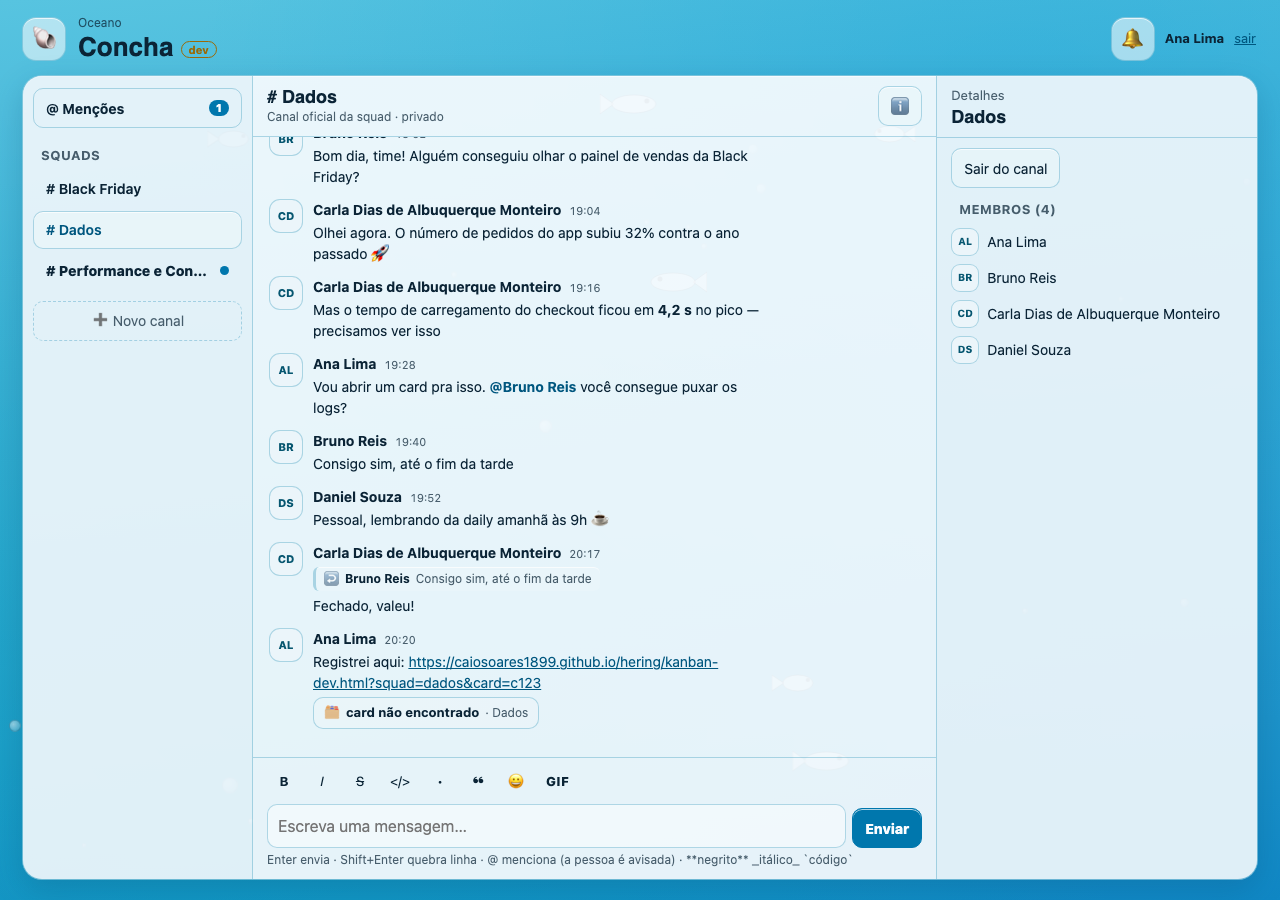 Oceano
Concha dev
Ana Lima sair
@ Menções 1
SQUADS
# Black Friday
# Dados
# Performance e Con...
➕ Novo canal
# Dados
Canal oficial da squad · privado
BR
Bom dia, time! Alguém conseguiu olhar o painel de vendas da Black
Friday?
CD Carla Dias de Albuquerque Monteiro 19:04
Olhei agora. O número de pedidos do app subiu 32% contra o ano
passado 🚀
CD Carla Dias de Albuquerque Monteiro 19:16
Mas o tempo de carregamento do checkout ficou em 4,2 s no pico —
precisamos ver isso
AL Ana Lima 19:28
Vou abrir um card pra isso. @Bruno Reis você consegue puxar os
logs?
BR Bruno Reis 19:40
Consigo sim, até o fim da tarde
DS Daniel Souza 19:52
Pessoal, lembrando da daily amanhã às 9h ☕
CD Carla Dias de Albuquerque Monteiro 20:17
↩️ Bruno Reis Consigo sim, até o fim da tarde
Fechado, valeu!
AL Ana Lima 20:20
Registrei aqui: https://caiosoares1899.github.io/hering/kanban-
dev.html?squad=dados&card=c123
🗂️ card não encontrado · Dados
B I S </> • ❝ 😀 GIF
Escreva uma mensagem...
Enviar
Enter envia · Shift+Enter quebra linha · @ menciona (a pessoa é avisada) · **negrito** _itálico_ `código`
Detalhes
Dados
Sair do canal
MEMBROS (4)
AL Ana Lima
BR Bruno Reis
CD Carla Dias de Albuquerque Monteiro
DS Daniel Souza